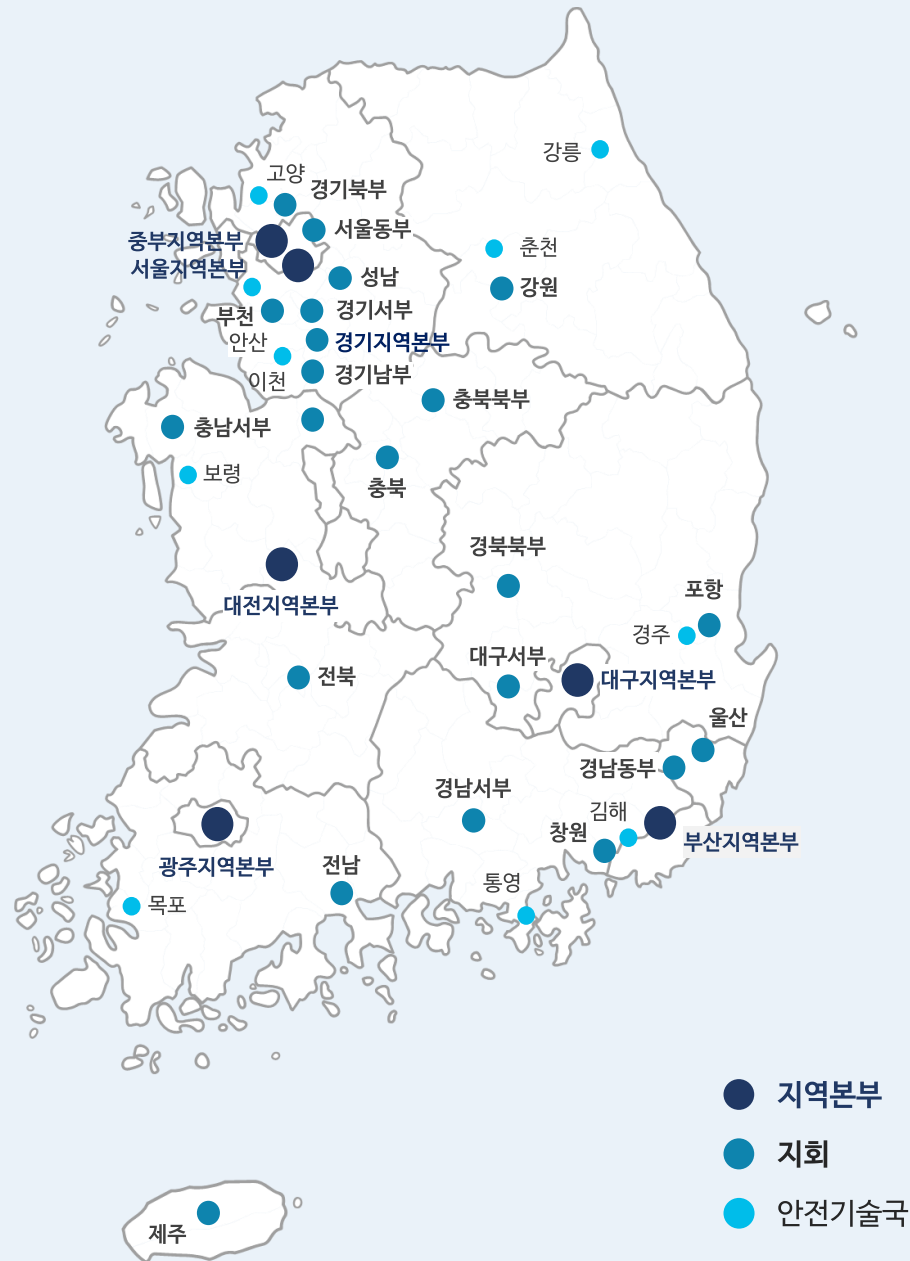 강릉
고양
경기북부
서울동부
중부지역본부
춘천
서울지역본부
성남
강원
부천
경기서부
안산
경기지역본부
이천
경기남부
충북북부
충남서부
보령
충북
경북북부
포항
대전지역본부
경주
대구서부
전북
대구지역본부
울산
경남동부
경남서부
김해
창원
부산지역본부
광주지역본부
전남
통영
목포
지역본부
지회
안전기술국
제주